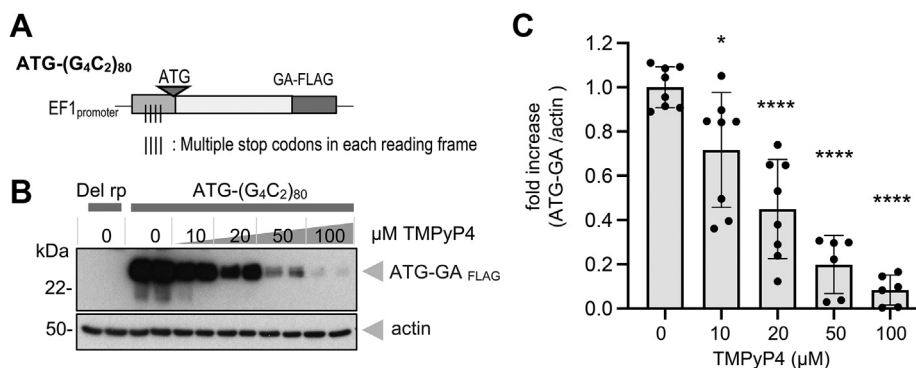 A
ATG-(G4C2)80
ATG
GA-FLAG
EF1promoter
: Multiple stop codons in each reading frame
B
Del rp
ATG-(G4C2)80
0 0 10 20 50 100 µM TMPyP4
kDa
22-
ATG-GA FLAG
50-
actin
C
fold increase
(ATG-GA /actin)
1.2
1.0
0.8
0.6
0.4
0.2
0.0
* **** **** ****
0 10 20 50 100
TMPyP4 (µM)